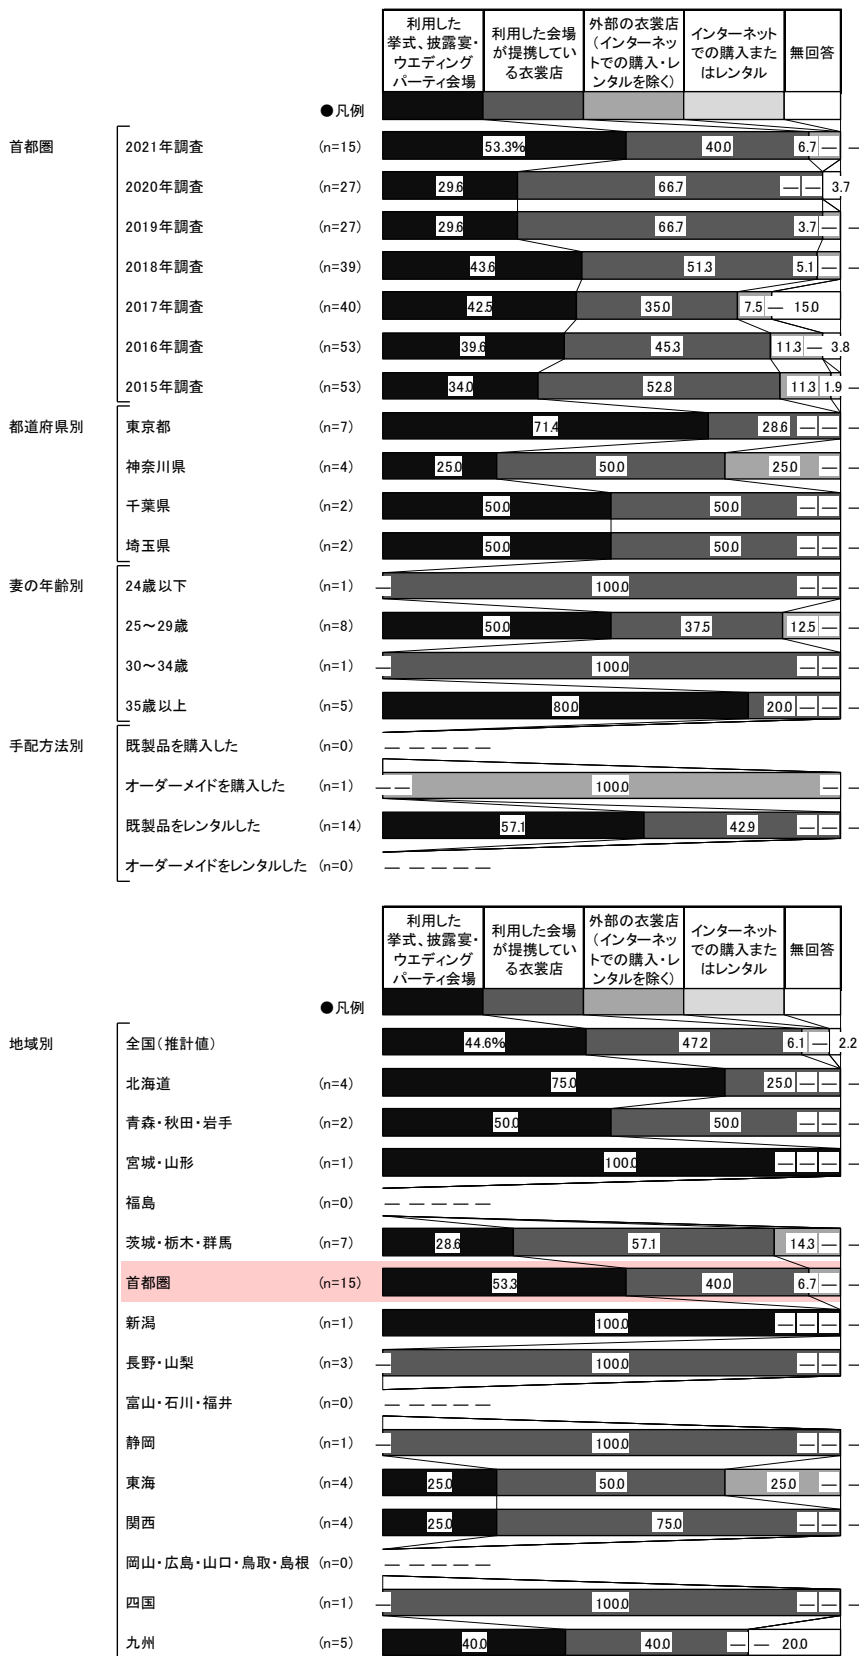 利用した
挙式、披露宴・
ウエディング
パーティ会場
利用した会場
が提携してい
る衣裳店
外部の衣裳店
(インターネッ
トでの購入・レ
ンタルを除く)
インターネット
での購入また
はレンタル
無回答
●凡例
首都圏
2021年調査 (n=15) 53.3% 40.0 6.7 — —
2020年調査 (n=27) 29.6 66.7 — — 3.7
2019年調査 (n=27) 29.6 66.7 3.7 — —
2018年調査 (n=39) 43.6 51.3 5.1 — —
2017年調査 (n=40) 42.5 35.0 7.5 — 15.0
2016年調査 (n=53) 39.6 45.3 11.3 — 3.8
2015年調査 (n=53) 34.0 52.8 11.3 1.9 —
都道府県別
東京都 (n=7) 71.4 28.6 — — —
神奈川県 (n=4) 25.0 50.0 25.0 — —
千葉県 (n=2) 50.0 50.0 — — —
埼玉県 (n=2) 50.0 50.0 — — —
妻の年齢別
24歳以下 (n=1) — 100.0 — — —
25～29歳 (n=8) 50.0 37.5 12.5 — —
30～34歳 (n=1) — 100.0 — — —
35歳以上 (n=5) 80.0 20.0 — — —
手配方法別
既製品を購入した (n=0) — — — — —
オーダーメイドを購入した (n=1) — — 100.0 — —
既製品をレンタルした (n=14) 57.1 42.9 — — —
オーダーメイドをレンタルした (n=0) — — — — —
利用した
挙式、披露宴・
ウエディング
パーティ会場
利用した会場
が提携してい
る衣裳店
外部の衣裳店
(インターネッ
トでの購入・レ
ンタルを除く)
インターネット
での購入また
はレンタル
無回答
●凡例
地域別
全国(推計値) 44.6% 47.2 6.1 — 2.2
北海道 (n=4) 75.0 25.0 — — —
青森・秋田・岩手 (n=2) 50.0 50.0 — — —
宮城・山形 (n=1) 100.0 — — — —
福島 (n=0) — — — — —
茨城・栃木・群馬 (n=7) 28.6 57.1 14.3 — —
首都圏 (n=15) 53.3 40.0 6.7 — —
新潟 (n=1) 100.0 — — — —
長野・山梨 (n=3) — 100.0 — — —
富山・石川・福井 (n=0) — — — — —
静岡 (n=1) — 100.0 — — —
東海 (n=4) 25.0 50.0 25.0 — —
関西 (n=4) 25.0 75.0 — — —
岡山・広島・山口・鳥取・島根 (n=0) — — — — —
四国 (n=1) — 100.0 — — —
九州 (n=5) 40.0 40.0 — — 20.0